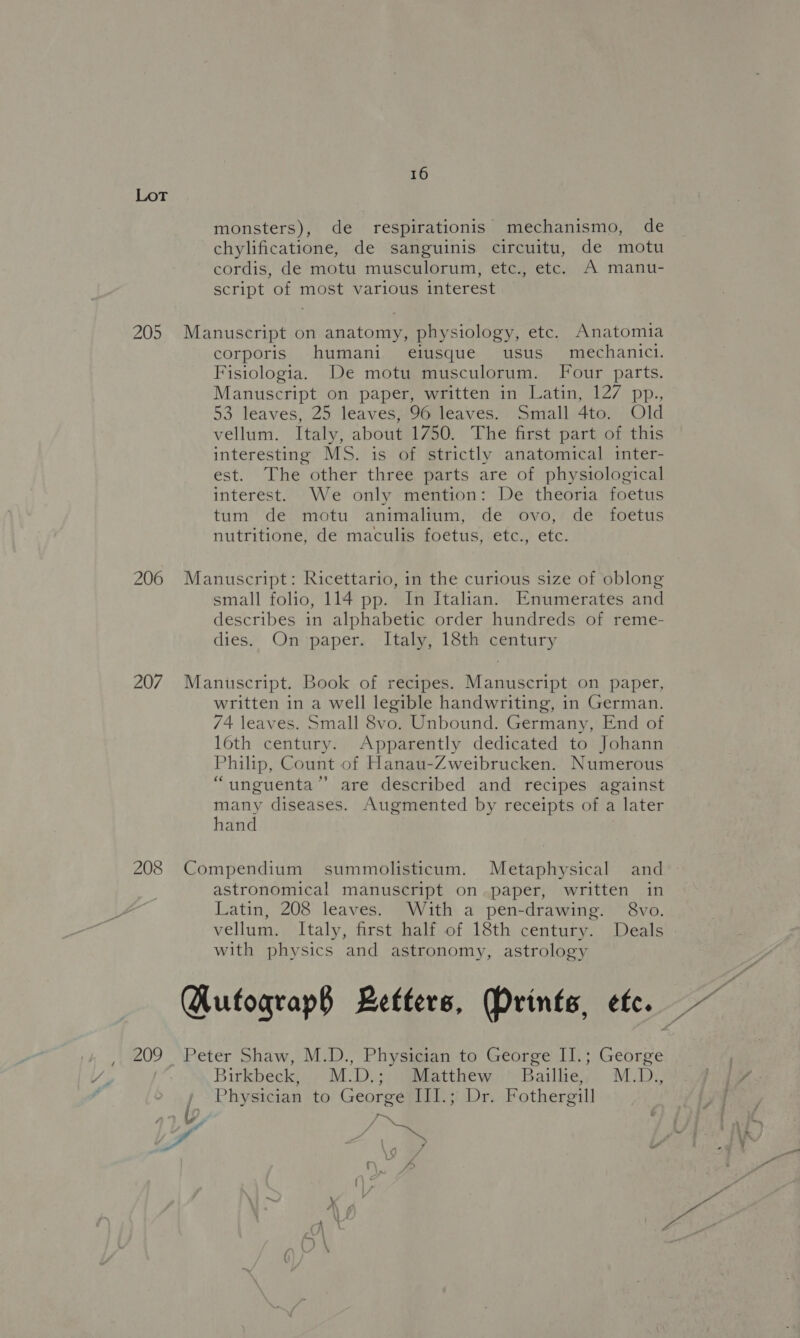 16
Lot
monsters), de respirationis mechanismo, de
chylificatione, de sanguinis circuitu, de motu
cordis, de motu musculorum, etc., etc. A manu-
script of most various interest
205 Manuscript on anatomy, physiology, etc. Anatomia
corporis humani eiusque usus mechanici.
Fisiologia. De motu musculorum. Four parts.
Manuscript on paper, written in Latin, 127 pp.,
53 leaves, 25 leaves, 96 leaves. Small 4to. Old
vellum. Italy, about 1750. The first part of this
interesting MS. is of strictly anatomical inter-
est. The other three parts are of physiological
interest. We only mention: De theoria foetus
tum de motu animalium, de ovo, de foetus
nutritione, de maculis foetus, etc., etc.
206 Manuscript: Ricettario, in the curious size of oblong
small folio, 114 pp. In Italian. Enumerates and
describes in alphabetic order hundreds of reme-
dies. On paper. Italy, 18th century
207 Manuscript. Book of recipes. Manuscript on paper,
written in a well legible handwriting, in German.
74 leaves. Small 8vo. Unbound. Germany, End of
16th century. Apparently dedicated to Johann
Philip, Count of Hanau-Zweibrucken. Numerous
“unguenta” are described and recipes against
many diseases. Augmented by receipts of a later
hand
208 Compendium summolisticum. Metaphysical and
astronomical manuscript on paper, written in
Latin, 208 leaves. With a pen-drawing. 8vo.
vellum. Italy, first half of 18th century. Deals
with physics and astronomy, astrology
Autograph Letters, Prints, etc.
209 Peter Shaw, M.D., Physician to George II.; George
Birkbeck, M.D.; Matthew Baillie, M.D.,
Physician to George III.; Dr. Fothergill